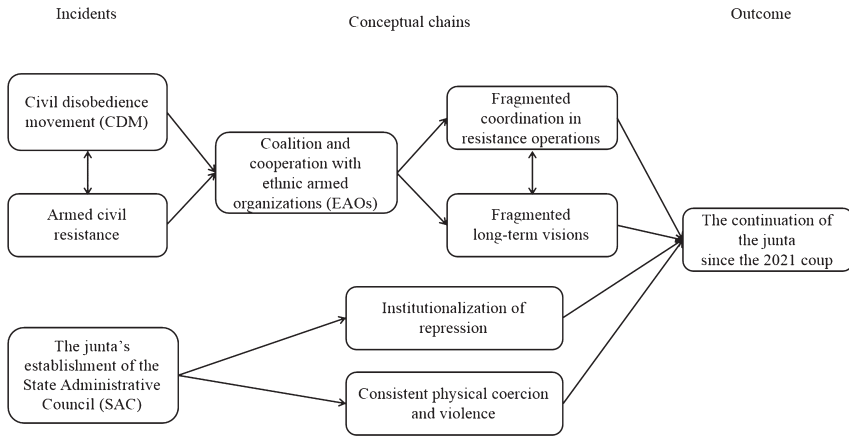 Incidents
Conceptual chains
Outcome
Civil disobedience
movement (CDM)
Armed civil
resistance
Coalition and
cooperation with
ethnic armed
organizations (EAOs)
Fragmented
coordination in
resistance operations
Fragmented
long-term visions
The continuation of
the junta
since the 2021 coup
The junta’s
establishment of the
State Administrative
Council (SAC)
Institutionalization of
repression
Consistent physical coercion
and violence